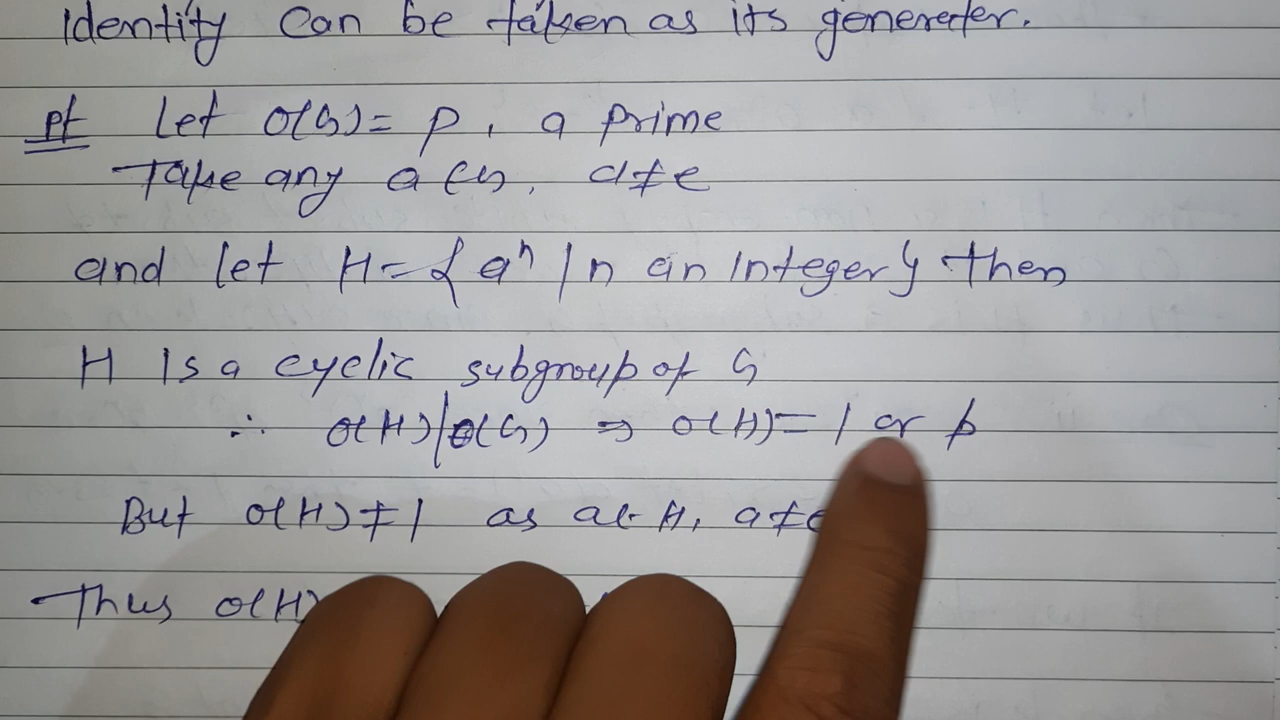 Identity can be taken as its genereter.
Pf Let O(G) = p, a prime
Take any a ∈ G, a ≠ e
and let H = { aⁿ | n an Integer } then
H Is a cyclic subgroup of G
∴ O(H) | O(G) ⇒ O(H) = 1 or p
But O(H) ≠ 1 as a ∈ H, a ≠ e
Thus O(H)